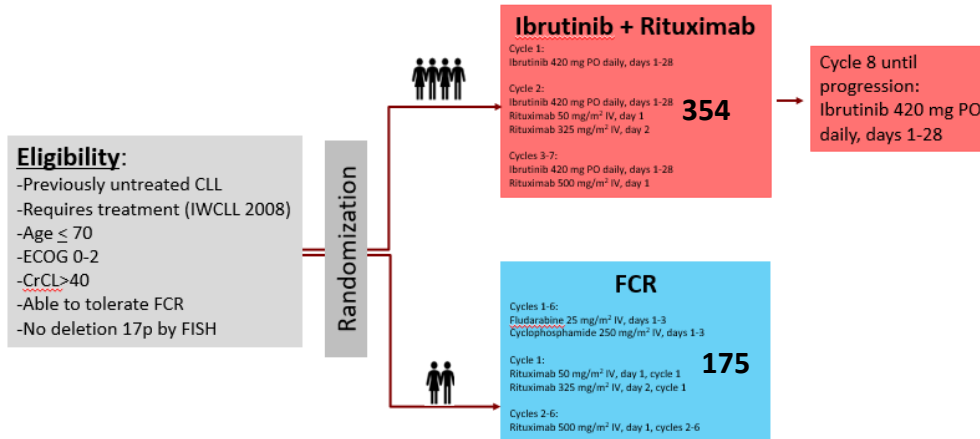 Eligibility:
-Previously untreated CLL
-Requires treatment (IWCLL 2008)
-Age ≤ 70
-ECOG 0-2
-CrCL>40
-Able to tolerate FCR
-No deletion 17p by FISH
Randomization
Ibrutinib + Rituximab
Cycle 1:
Ibrutinib 420 mg PO daily, days 1-28
Cycle 2:
Ibrutinib 420 mg PO daily, days 1-28
Rituximab 50 mg/m² IV, day 1
Rituximab 325 mg/m² IV, day 2
Cycles 3-7:
Ibrutinib 420 mg PO daily, days 1-28
Rituximab 500 mg/m² IV, day 1
354
Cycle 8 until
progression:
Ibrutinib 420 mg PO
daily, days 1-28
FCR
Cycles 1-6:
Fludarabine 25 mg/m² IV, days 1-3
Cyclophosphamide 250 mg/m² IV, days 1-3
Cycle 1:
Rituximab 50 mg/m² IV, day 1, cycle 1
Rituximab 325 mg/m² IV, day 2, cycle 1
Cycles 2-6:
Rituximab 500 mg/m² IV, day 1, cycles 2-6
175